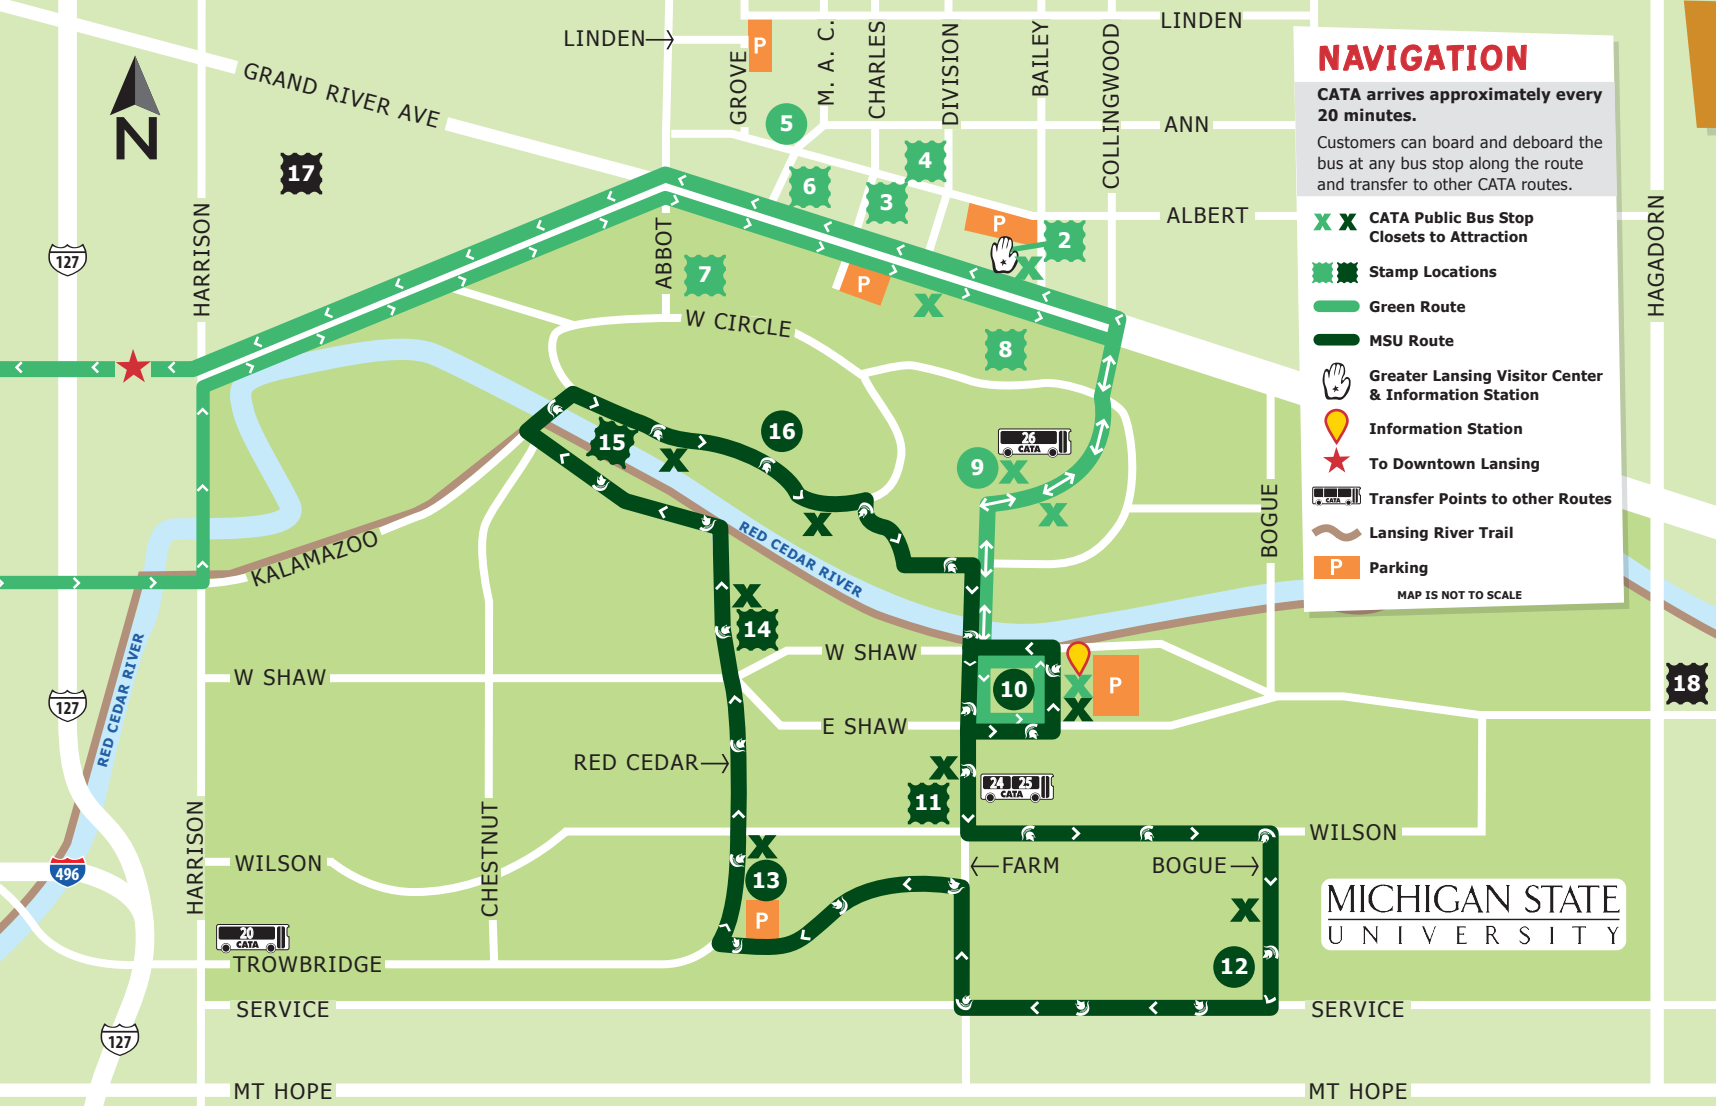 LINDEN
LINDEN
P
GROVE
M. A. C.
CHARLES
DIVISION
BAILEY
COLLINGWOOD
GRAND RIVER AVE
N
17
5
ANN
4
6
3
ALBERT
P
2
127
HARRISON
ABBOT
7
P
W CIRCLE
8
HAGADORN
NAVIGATION
CATA arrives approximately every
20 minutes.
Customers can board and deboard the
bus at any bus stop along the route
and transfer to other CATA routes.
X X CATA Public Bus Stop
Closets to Attraction
Stamp Locations
Green Route
MSU Route
Greater Lansing Visitor Center
& Information Station
Information Station
To Downtown Lansing
CATA Transfer Points to other Routes
Lansing River Trail
P Parking
MAP IS NOT TO SCALE
X
X
16
15
X
26
CATA
9
X
X
X
BOGUE
RED CEDAR RIVER
KALAMAZOO
X
14
W SHAW
W SHAW
10
X
X
P
18
RED CEDAR RIVER
127
E SHAW
RED CEDAR
X
24 25
CATA
11
HARRISON
CHESTNUT
WILSON
WILSON
X
13
P
FARM
BOGUE
496
X
12
MICHIGAN STATE
UNIVERSITY
20
CATA
TROWBRIDGE
SERVICE
SERVICE
127
MT HOPE
MT HOPE